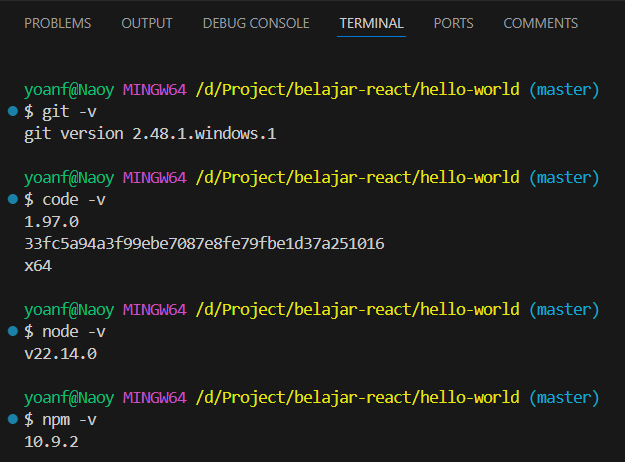 PROBLEMS OUTPUT DEBUG CONSOLE TERMINAL PORTS COMMENTS
yoanf@Naoy MINGW64 /d/Project/belajar-react/hello-world (master)
$ git -v
git version 2.48.1.windows.1
yoanf@Naoy MINGW64 /d/Project/belajar-react/hello-world (master)
$ code -v
1.97.0
33fc5a94a3f99ebe7087e8fe79fbe1d37a251016
x64
yoanf@Naoy MINGW64 /d/Project/belajar-react/hello-world (master)
$ node -v
v22.14.0
yoanf@Naoy MINGW64 /d/Project/belajar-react/hello-world (master)
$ npm -v
10.9.2